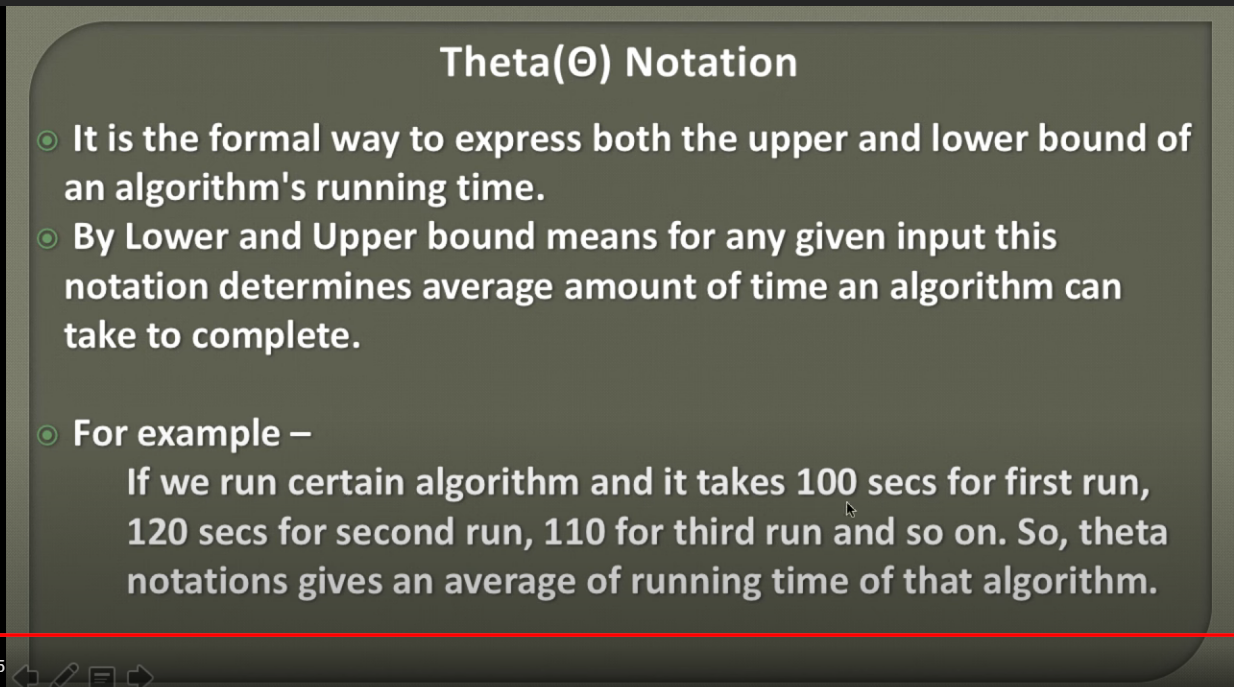 Theta(Θ) Notation
It is the formal way to express both the upper and lower bound of
an algorithm's running time.
By Lower and Upper bound means for any given input this
notation determines average amount of time an algorithm can
take to complete.
For example –
If we run certain algorithm and it takes 100 secs for first run,
120 secs for second run, 110 for third run and so on. So, theta
notations gives an average of running time of that algorithm.
5